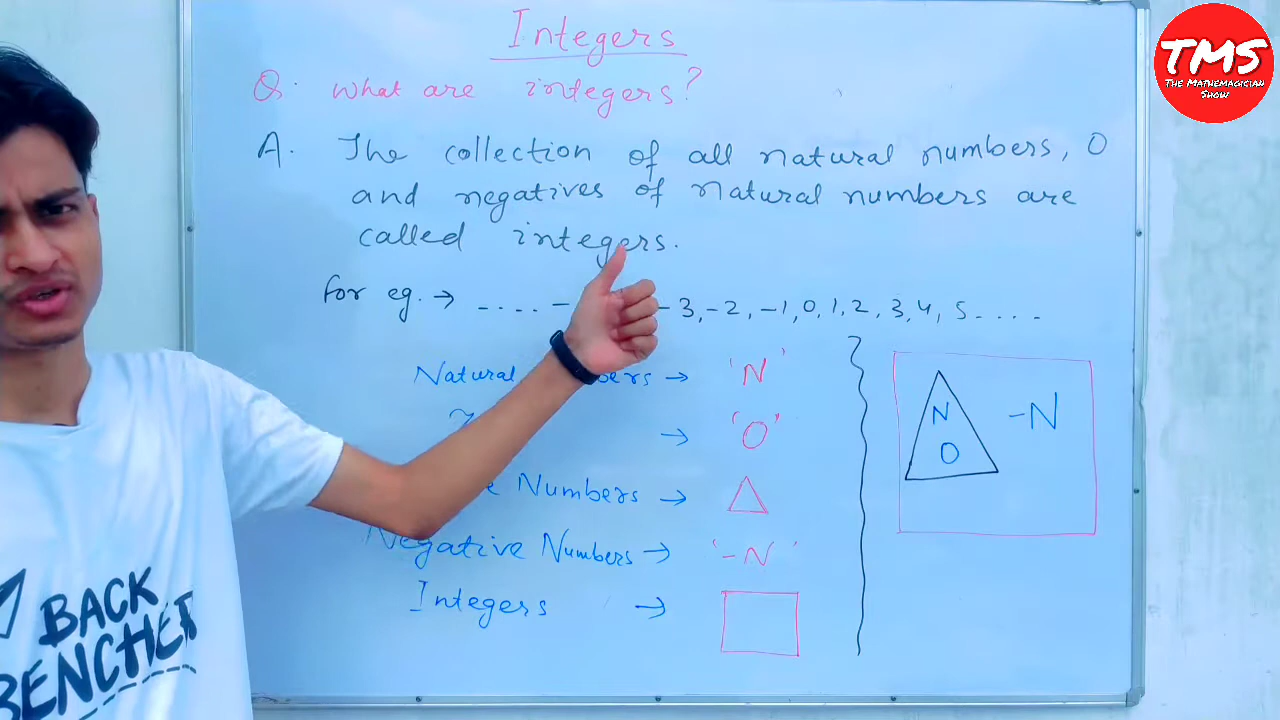 Integers
Q. What are integers?
A. The collection of all natural numbers, 0
and negatives of natural numbers are
called integers.
For eg. → .... - -3, -2, -1, 0, 1, 2, 3, 4, 5 ....
Natural → 'N'
→ '0'
Numbers → △
Negative Numbers → '-N'
Integers → □
N
0
-N
TMS
THE MATHEMAGICIAN
SHOW
BACK
BENCHER